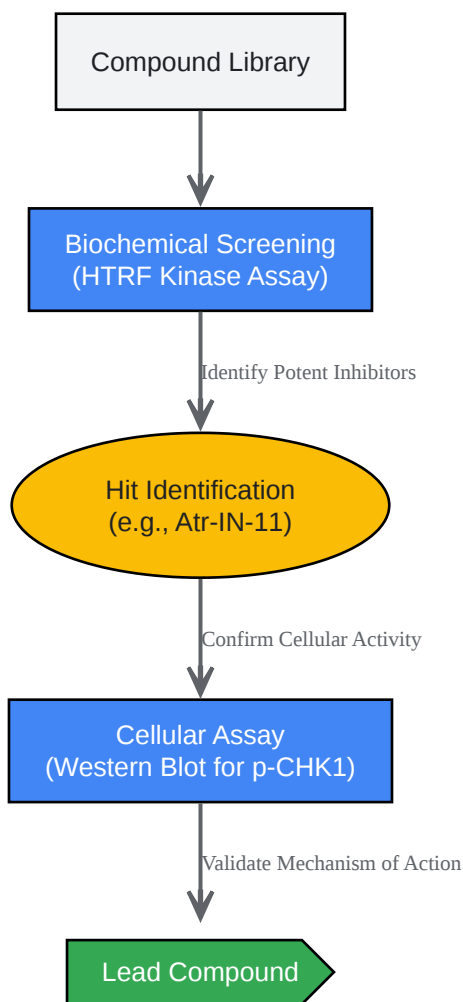 Compound Library
Biochemical Screening
(HTRF Kinase Assay)
Identify Potent Inhibitors
Hit Identification
(e.g., Atr-IN-11)
Confirm Cellular Activity
Cellular Assay
(Western Blot for p-CHK1)
Validate Mechanism of Action
Lead Compound